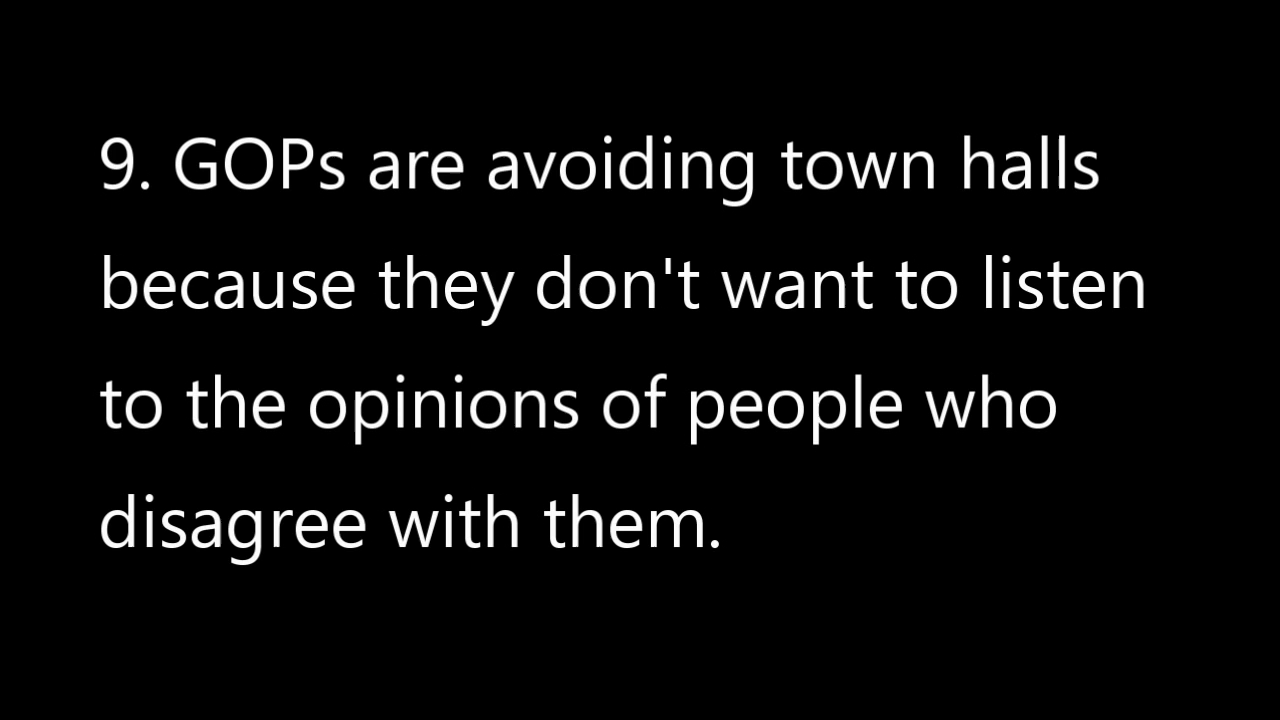 9. GOPs are avoiding town halls
because they don't want to listen
to the opinions of people who
disagree with them.